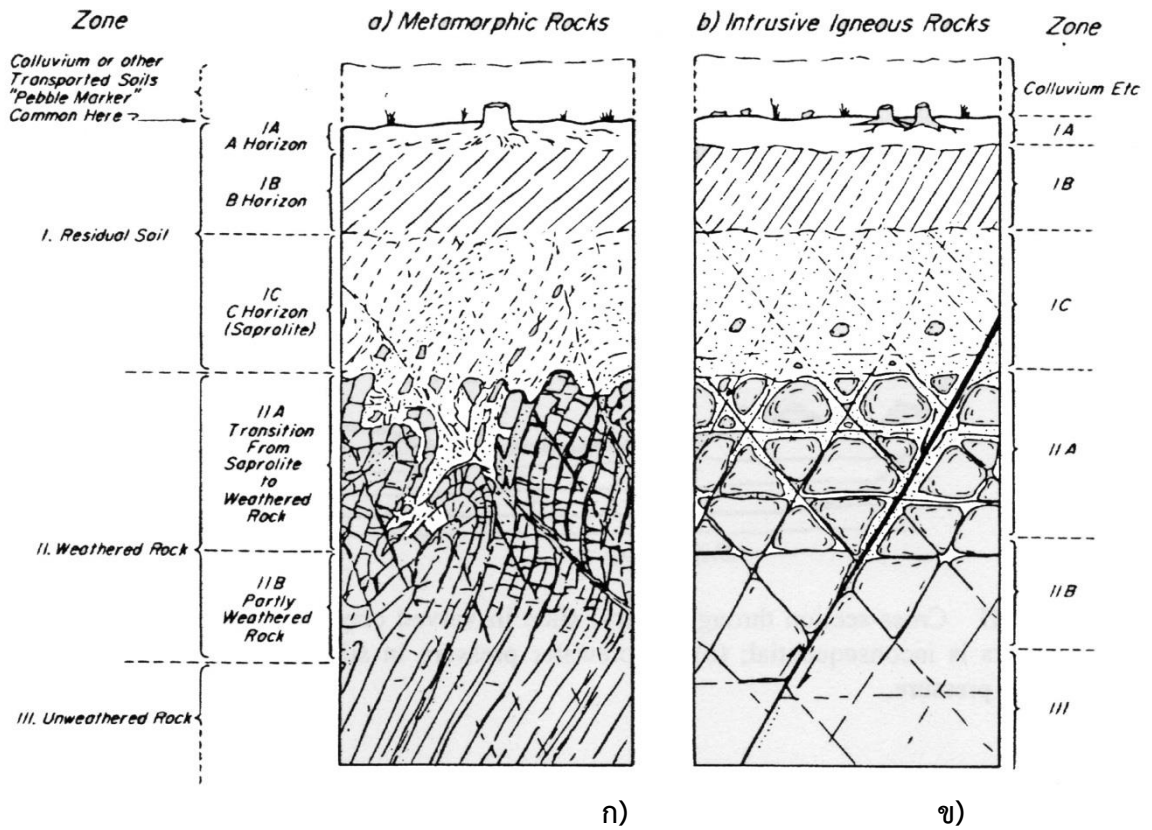 Zone
a) Metamorphic Rocks
b) Intrusive Igneous Rocks
Zone
Colluvium or other
Transported Soils
"Pebble Marker"
Common Here
I. Residual Soil
IA
A Horizon
IB
B Horizon
IC
C Horizon
(Saprolite)
II. Weathered Rock
IIA
Transition
From
Saprolite
to
Weathered
Rock
IIB
Partly
Weathered
Rock
III. Unweathered Rock
Colluvium Etc
IA
IB
IC
IIA
IIB
III
ก)
ข)